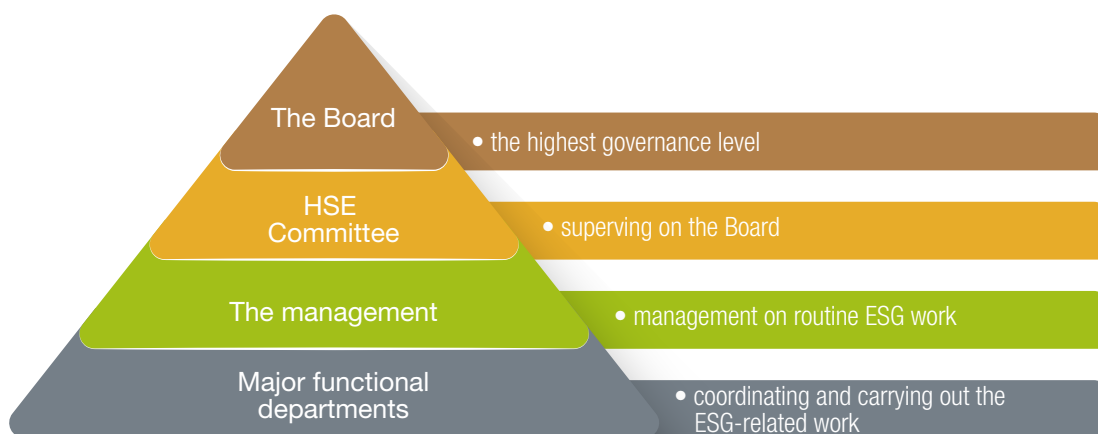 The Board
• the highest governance level
HSE
Committee
• superving on the Board
The management
• management on routine ESG work
Major functional
departments
• coordinating and carrying out the
ESG-related work